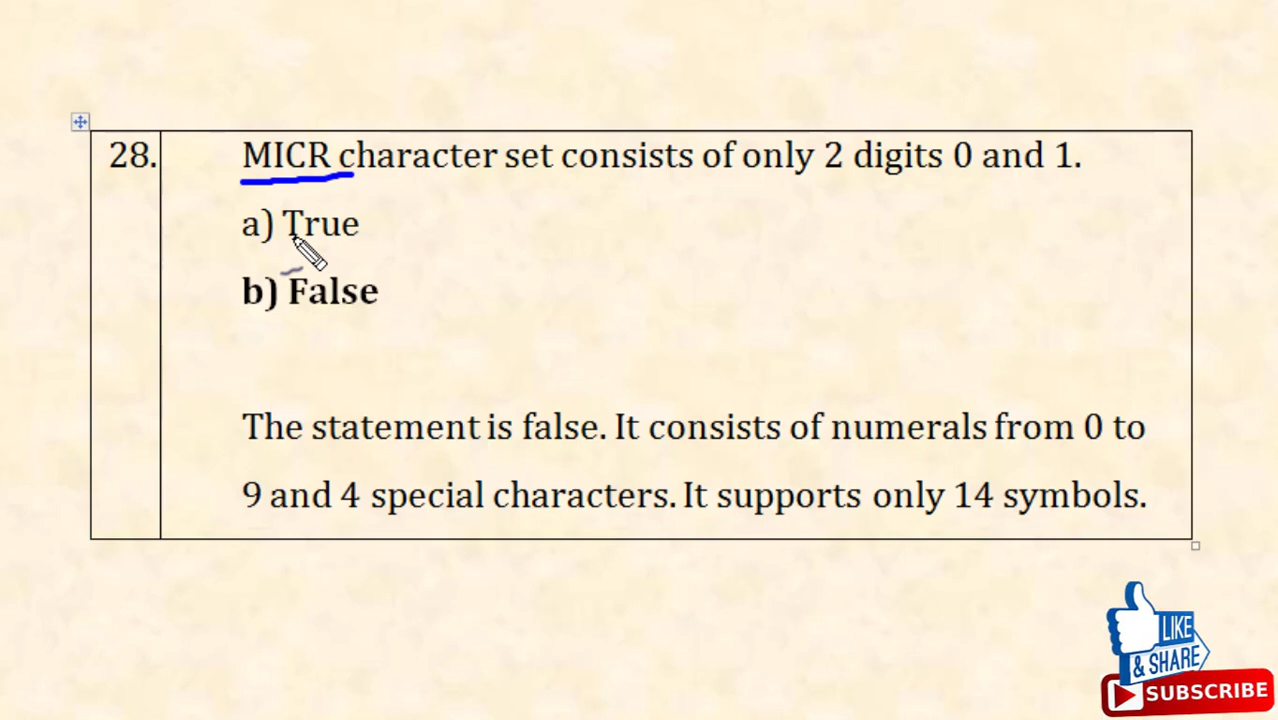 28. MICR character set consists of only 2 digits 0 and 1.
a) True
b) False
The statement is false. It consists of numerals from 0 to
9 and 4 special characters. It supports only 14 symbols.
LIKE
& SHARE
SUBSCRIBE